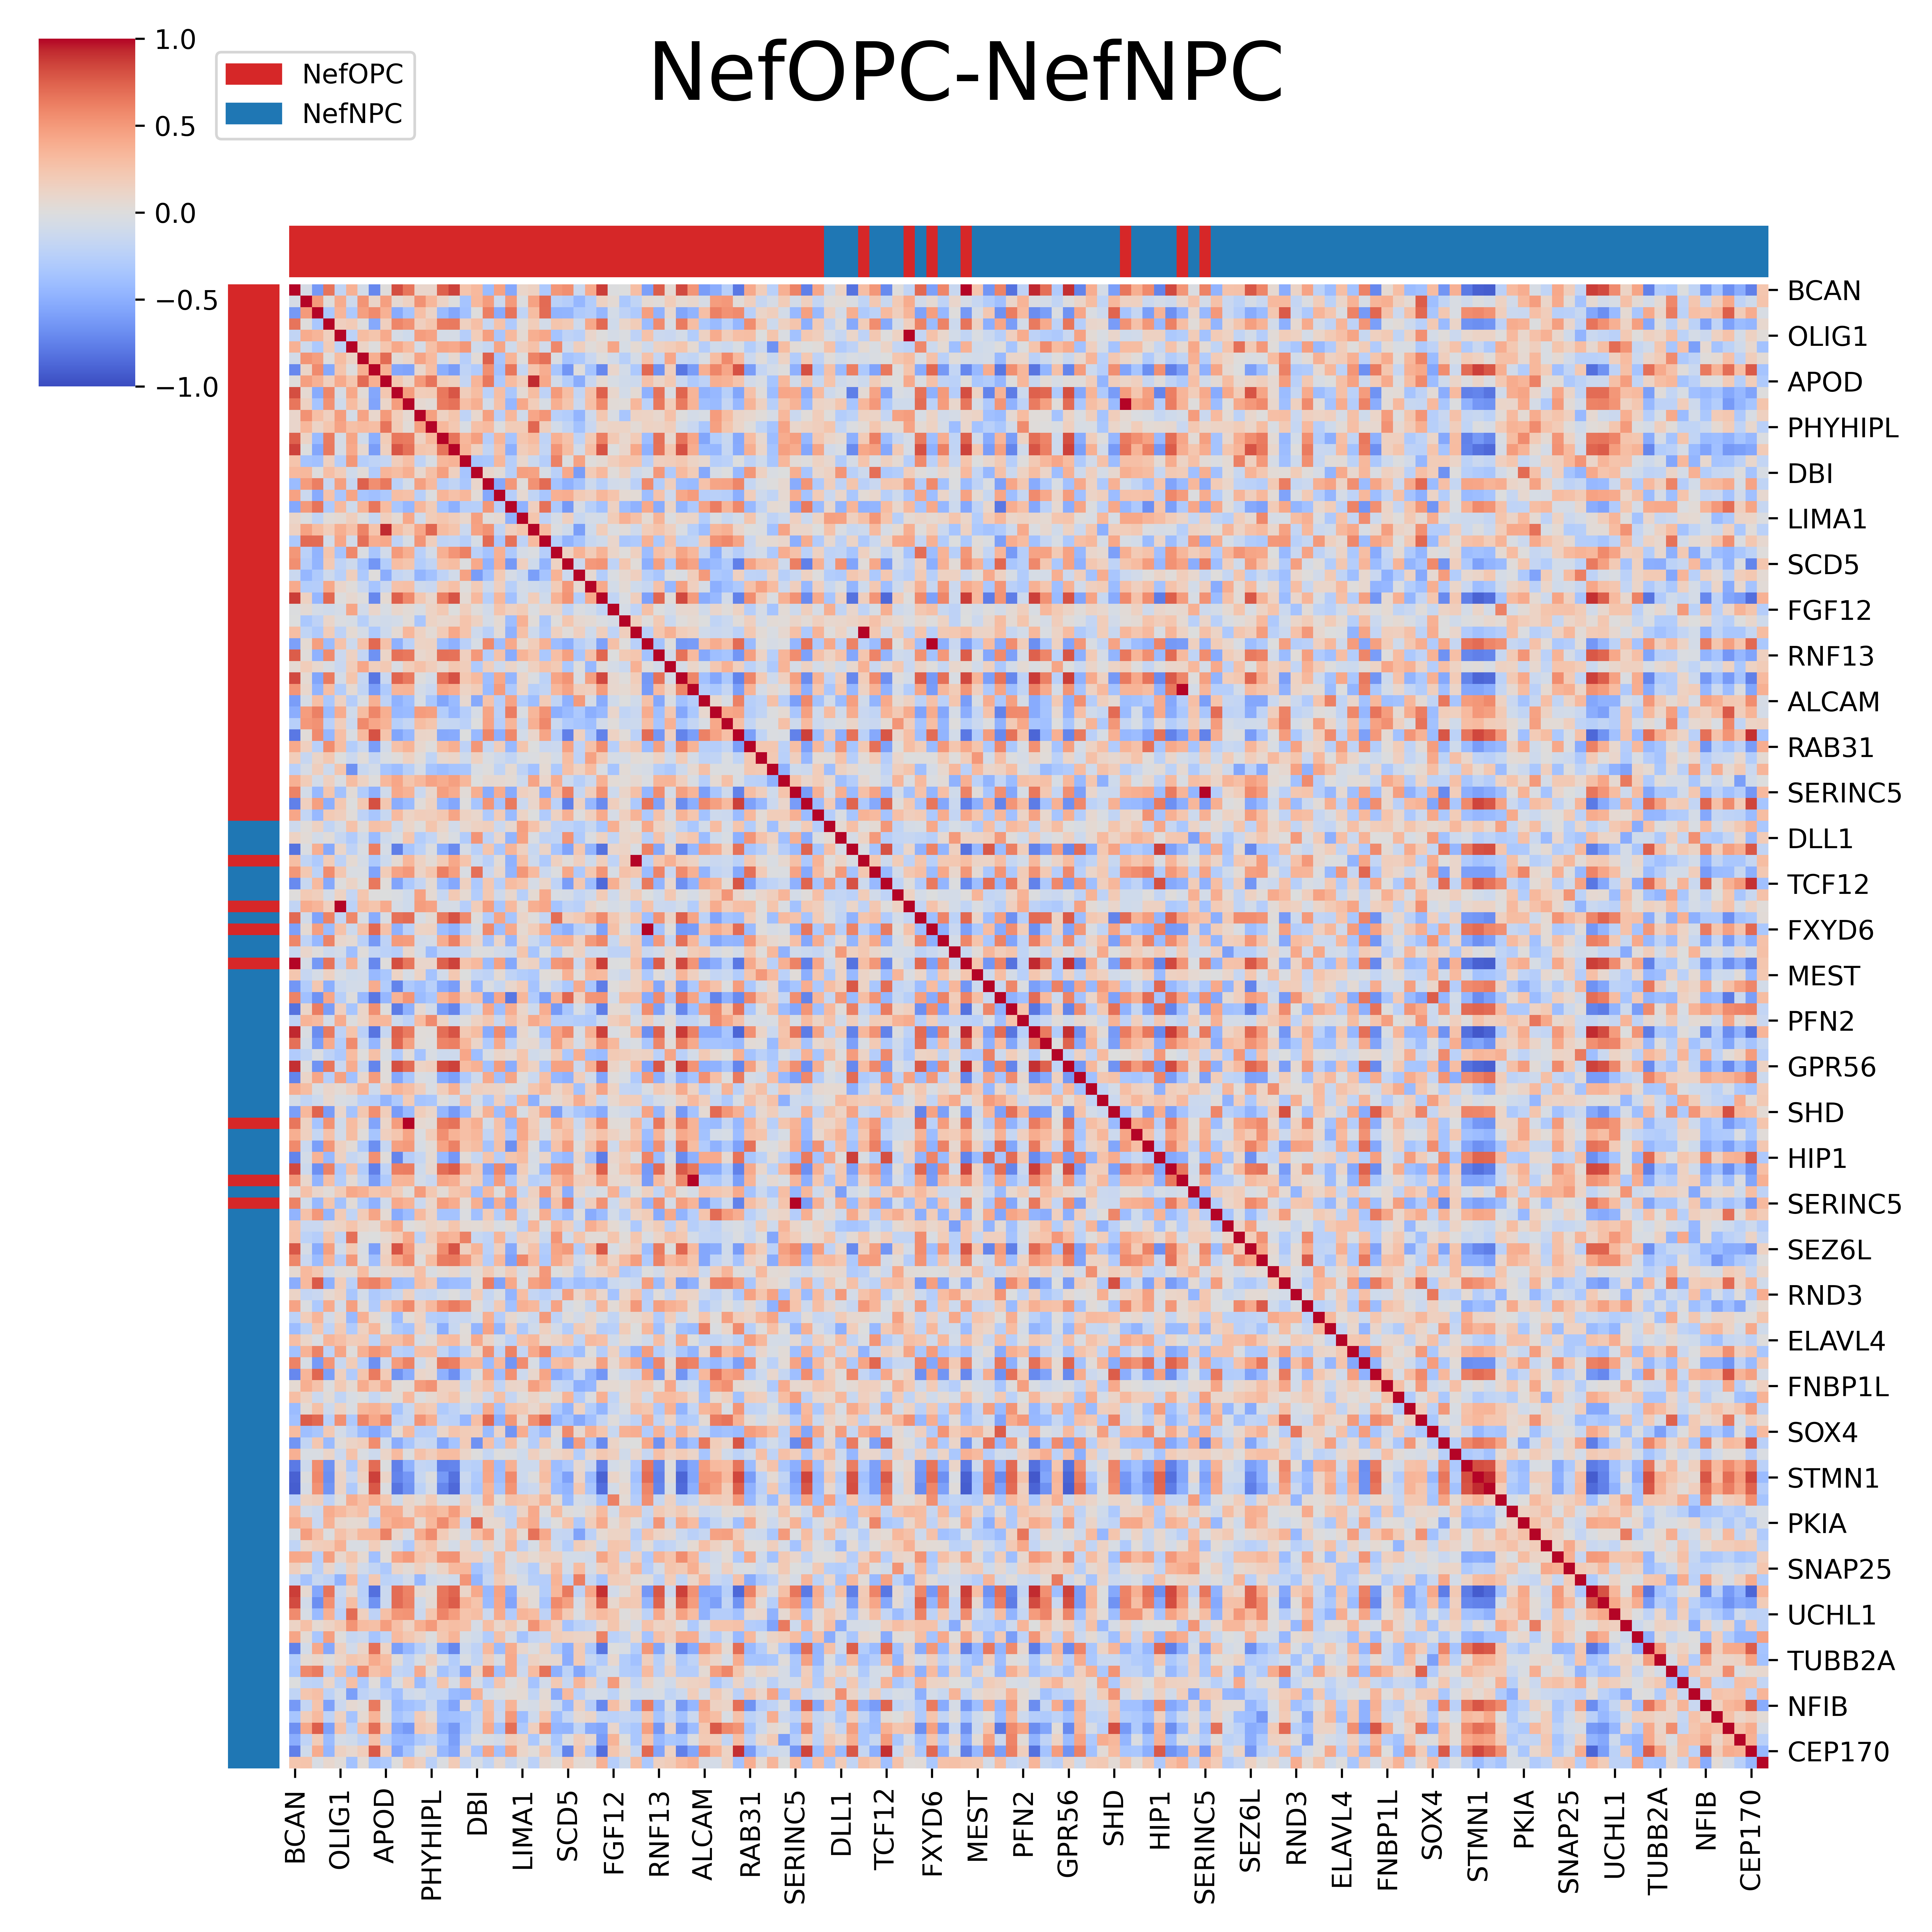 NefOPC-NefNPC
1.0
0.5
0.0
−0.5
−1.0
NefOPC
NefNPC
BCAN
OLIG1
APOD
PHYHIPL
DBI
LIMA1
SCD5
FGF12
RNF13
ALCAM
RAB31
SERINC5
DLL1
TCF12
FXYD6
MEST
PFN2
GPR56
SHD
HIP1
SERINC5
SEZ6L
RND3
ELAVL4
FNBP1L
SOX4
STMN1
PKIA
SNAP25
UCHL1
TUBB2A
NFIB
CEP170
BCAN
OLIG1
APOD
PHYHIPL
DBI
LIMA1
SCD5
FGF12
RNF13
ALCAM
RAB31
SERINC5
DLL1
TCF12
FXYD6
MEST
PFN2
GPR56
SHD
HIP1
SERINC5
SEZ6L
RND3
ELAVL4
FNBP1L
SOX4
STMN1
PKIA
SNAP25
UCHL1
TUBB2A
NFIB
CEP170